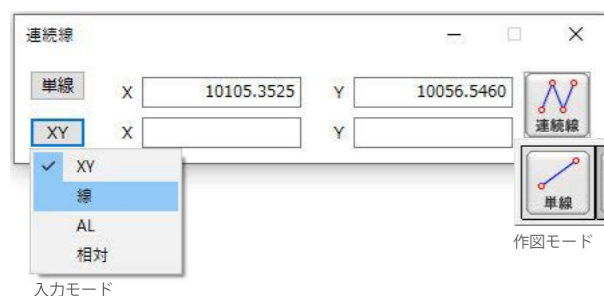 連続線
単線 X 10105.3525 Y 10056.5460 連続線
XY X Y
XY
線
AL
相対
単線
作図モード
入力モード